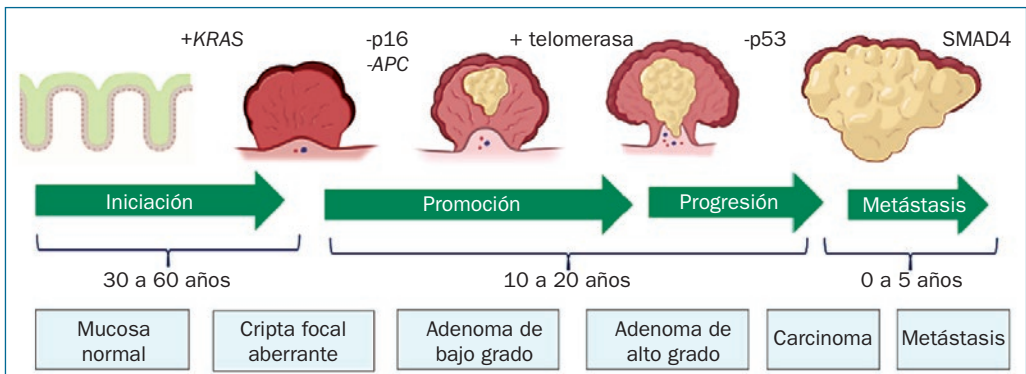 +KRAS
-p16
-APC
+ telomerasa
-p53
SMAD4
Iniciación
Promoción
Progresión
Metástasis
30 a 60 años
10 a 20 años
0 a 5 años
Mucosa
normal
Cripta focal
aberrante
Adenoma de
bajo grado
Adenoma de
alto grado
Carcinoma
Metástasis